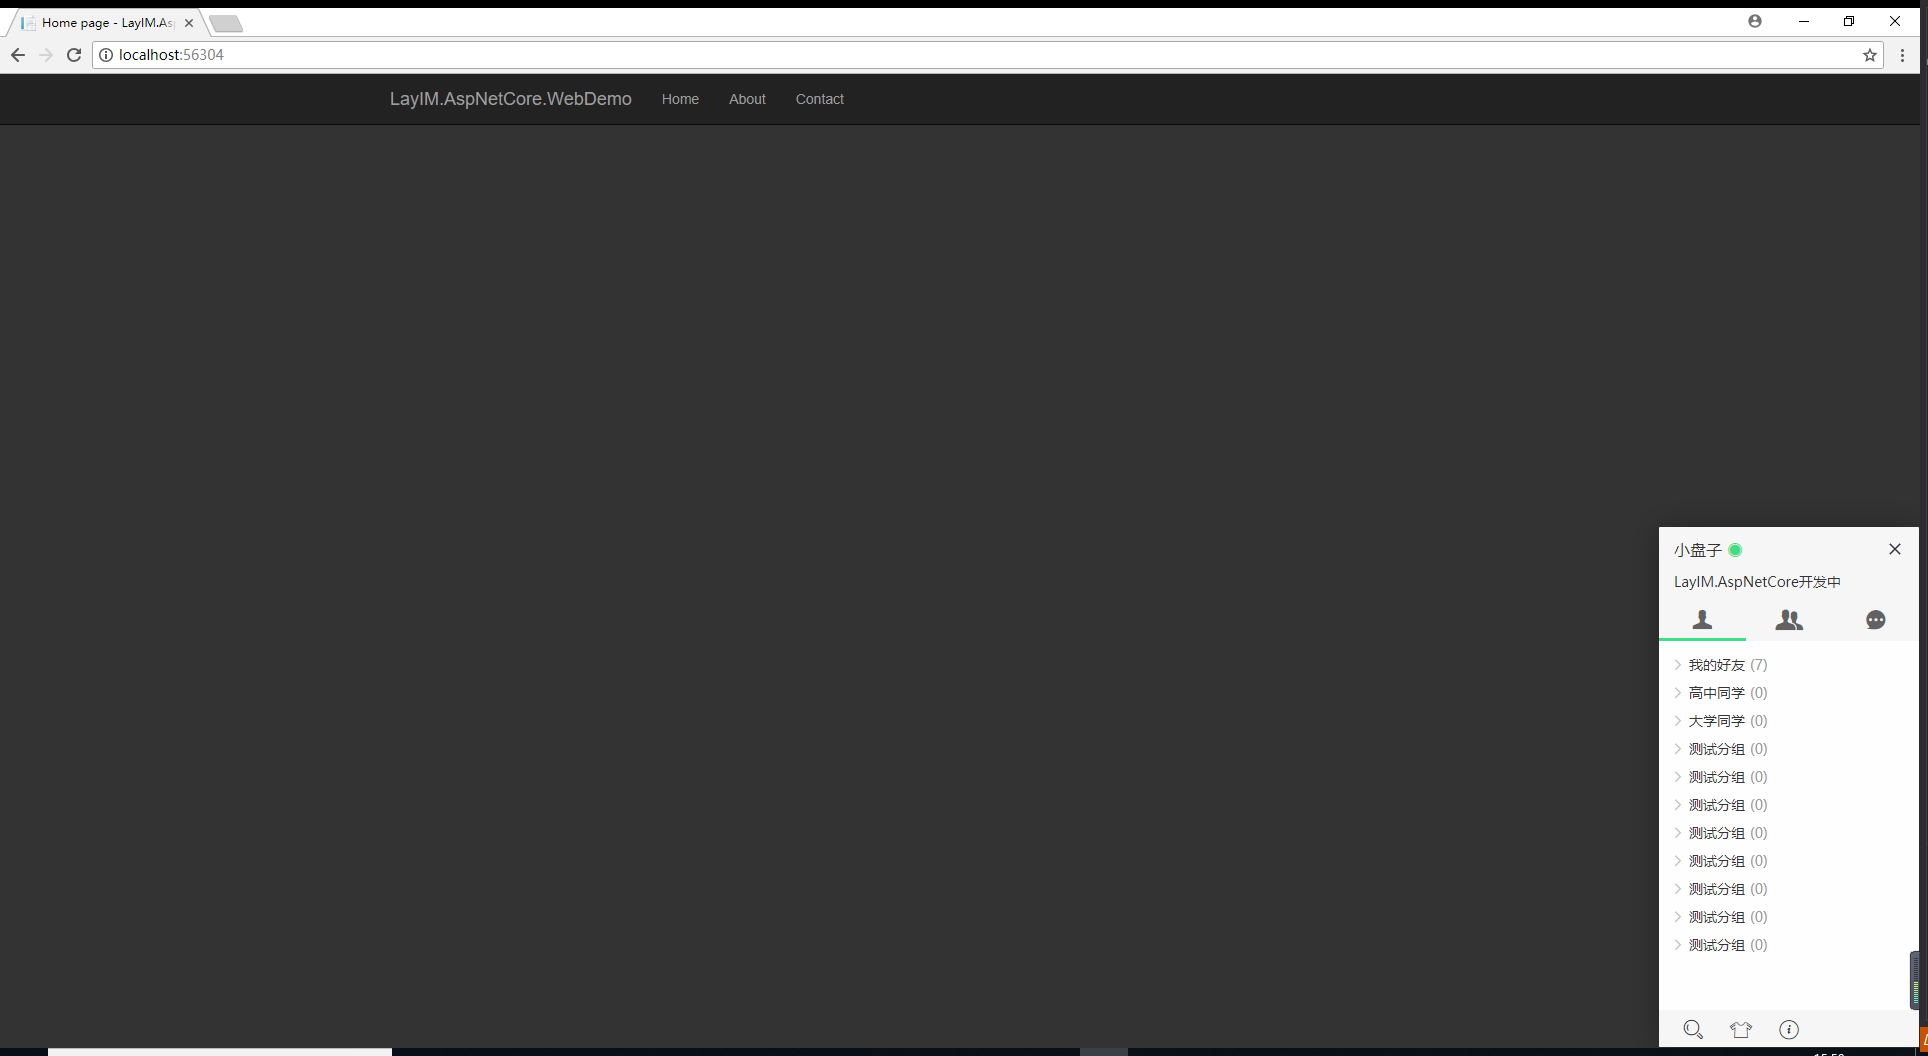 Home page - LayIM.As
localhost:56304
LayIM.AspNetCore.WebDemo Home About Contact
小盘子
LayIM.AspNetCore开发中
我的好友 (7)
高中同学 (0)
大学同学 (0)
测试分组 (0)
测试分组 (0)
测试分组 (0)
测试分组 (0)
测试分组 (0)
测试分组 (0)
测试分组 (0)
测试分组 (0)